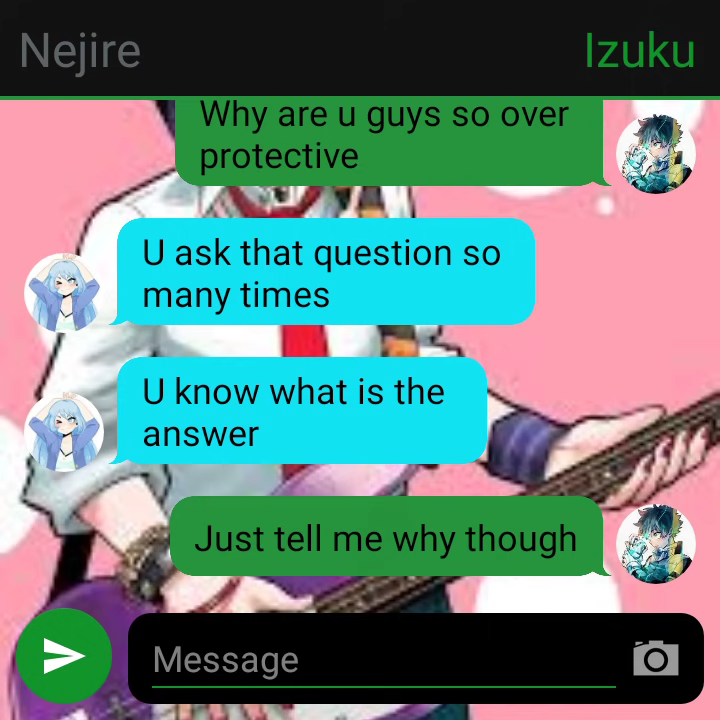 Nejire
Izuku
Why are u guys so over
protective
U ask that question so
many times
U know what is the
answer
Just tell me why though
Message